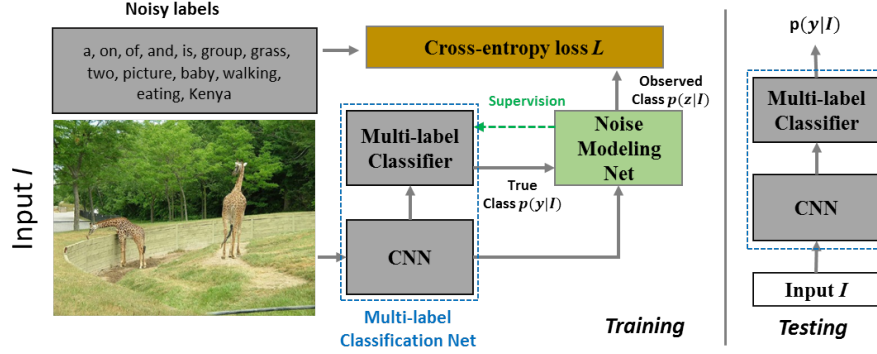 Noisy labels
a, on, of, and, is, group, grass,
two, picture, baby, walking,
eating, Kenya
Input I
Cross-entropy loss L
Observed
Class p(z|I)
Supervision
Multi-label
Classifier
Noise
Modeling
Net
True
Class p(y|I)
CNN
Multi-label
Classification Net
Training
p(y|I)
Multi-label
Classifier
CNN
Input I
Testing